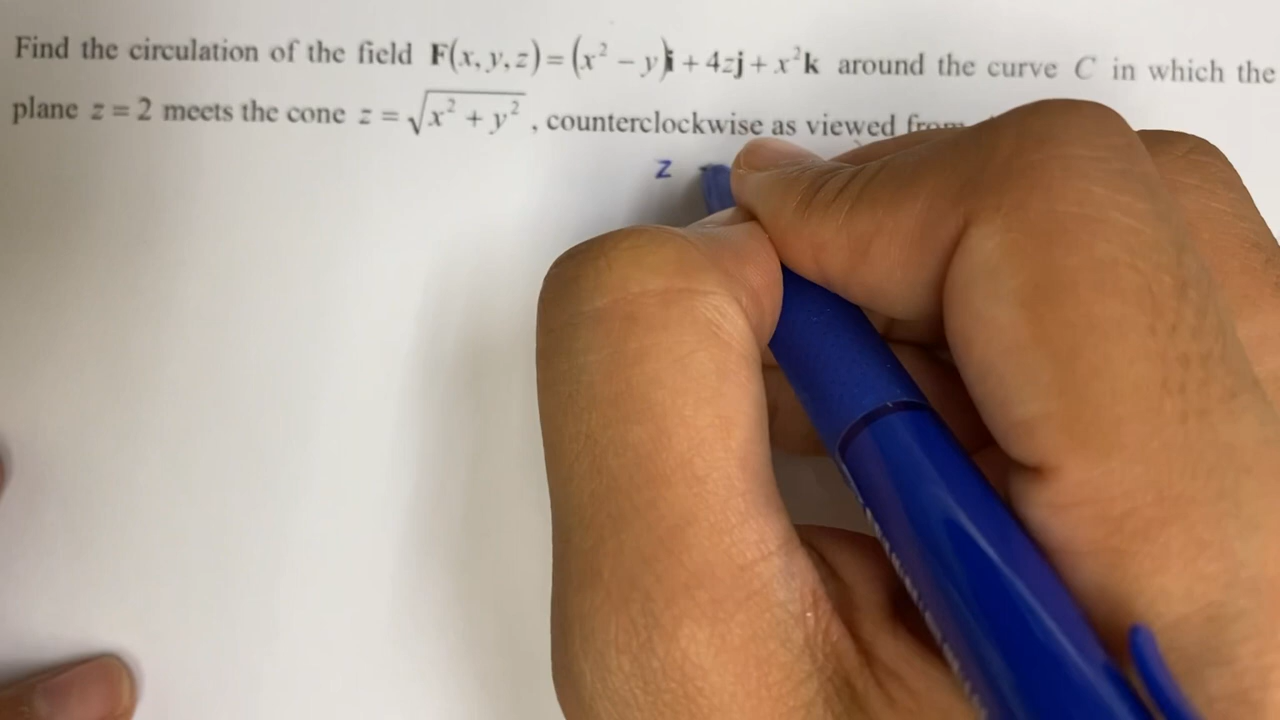 Find the circulation of the field F(x, y, z) = (x² − y)i + 4zj + x²k around the curve C in which the
plane z = 2 meets the cone z = √(x² + y²) , counterclockwise as viewed from
z